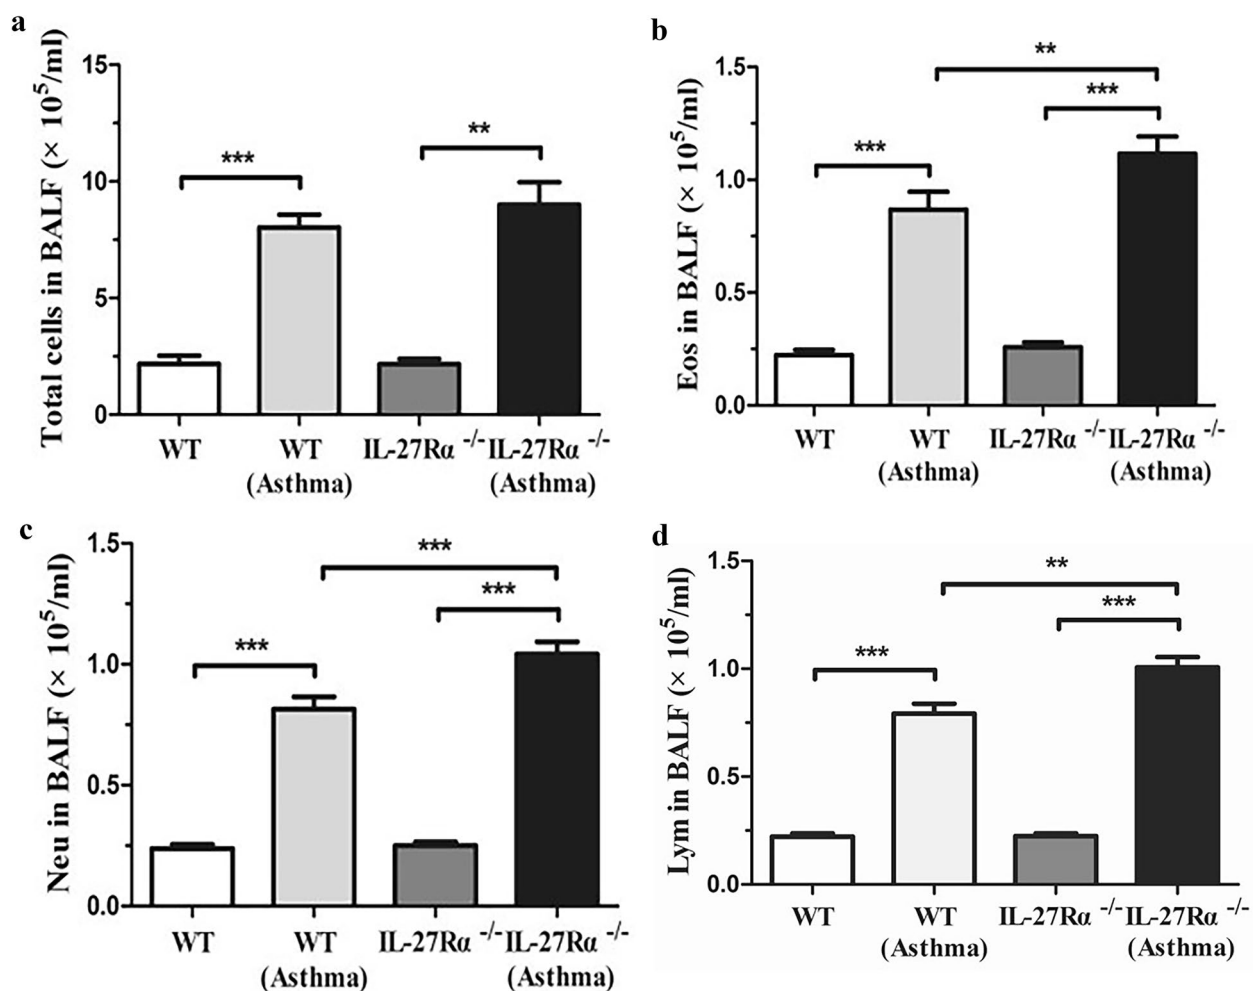 a
Total cells in BALF (× 10⁵/ml)
15
10
5
0
***
**
WT
WT
(Asthma)
IL-27Rα -/-
IL-27Rα -/-
(Asthma)
b
Eos in BALF (× 10⁵/ml)
1.5
1.0
0.5
0.0
**
***
***
WT
WT
(Asthma)
IL-27Rα -/-
IL-27Rα -/-
(Asthma)
c
Neu in BALF (× 10⁵/ml)
1.5
1.0
0.5
0.0
***
***
***
WT
WT
(Asthma)
IL-27Rα -/-
IL-27Rα -/-
(Asthma)
d
Lym in BALF (× 10⁵/ml)
1.5
1.0
0.5
0.0
**
***
***
WT
WT
(Asthma)
IL-27Rα -/-
IL-27Rα -/-
(Asthma)